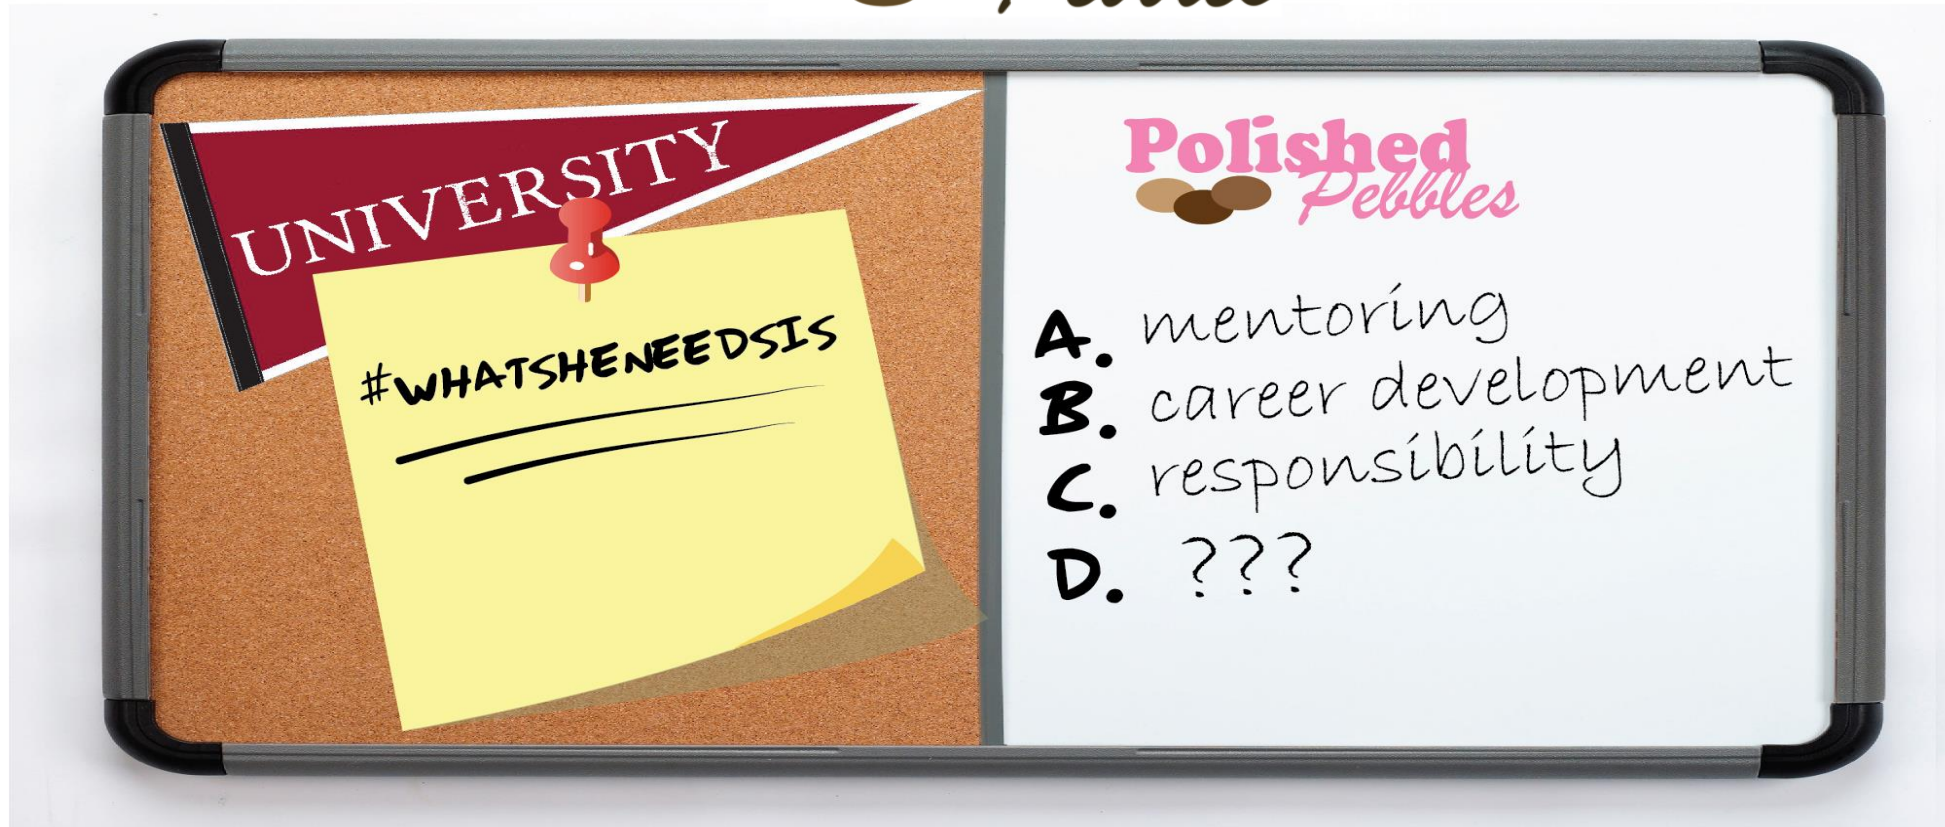 UNIVERSITY
#WHATSHENEEDSIS
Polished
Pebbles
A. mentoring
B. career development
C. responsibility
D. ???